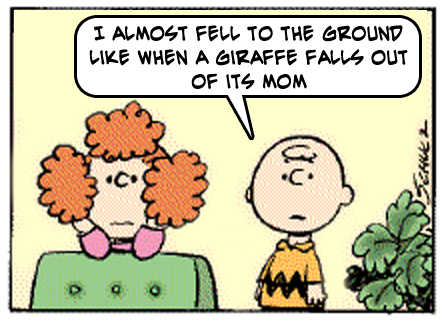 I ALMOST FELL TO THE GROUND
LIKE WHEN A GIRAFFE FALLS OUT
OF ITS MOM
SCHULZ